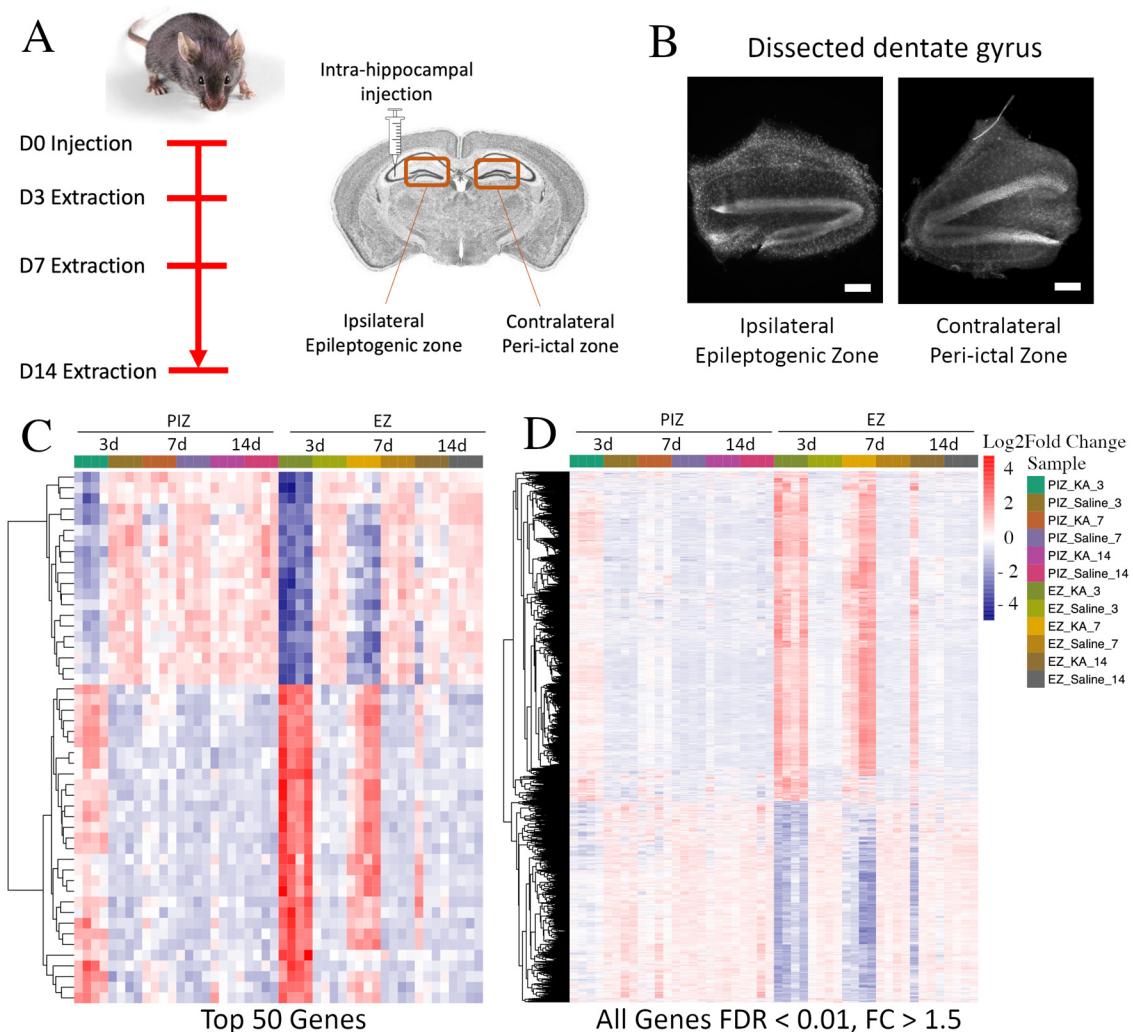 A
Intra-hippocampal
injection
D0 Injection
D3 Extraction
D7 Extraction
D14 Extraction
Ipsilateral
Epileptogenic zone
Contralateral
Peri-ictal zone
B
Dissected dentate gyrus
Ipsilateral
Epileptogenic Zone
Contralateral
Peri-ictal Zone
C
PIZ EZ
3d 7d 14d 3d 7d 14d
Top 50 Genes
D
PIZ EZ
3d 7d 14d 3d 7d 14d
All Genes FDR < 0.01, FC > 1.5
Log2Fold Change
4
2
0
- 2
- 4
Sample
PIZ_KA_3
PIZ_Saline_3
PIZ_KA_7
PIZ_Saline_7
PIZ_KA_14
PIZ_Saline_14
EZ_KA_3
EZ_Saline_3
EZ_KA_7
EZ_Saline_7
EZ_KA_14
EZ_Saline_14